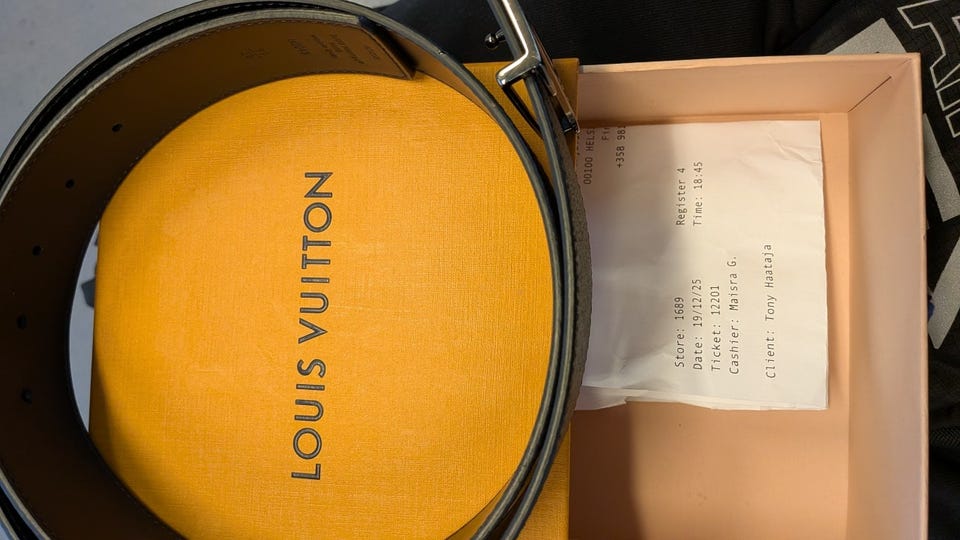 LOUIS VUITTON
00100 HELS
Fi
+358 98
Store: 1689 Register 4
Date: 19/12/25 Time: 18:45
Ticket: 12201
Cashier: Maisra G.
Client: Tony Haataja